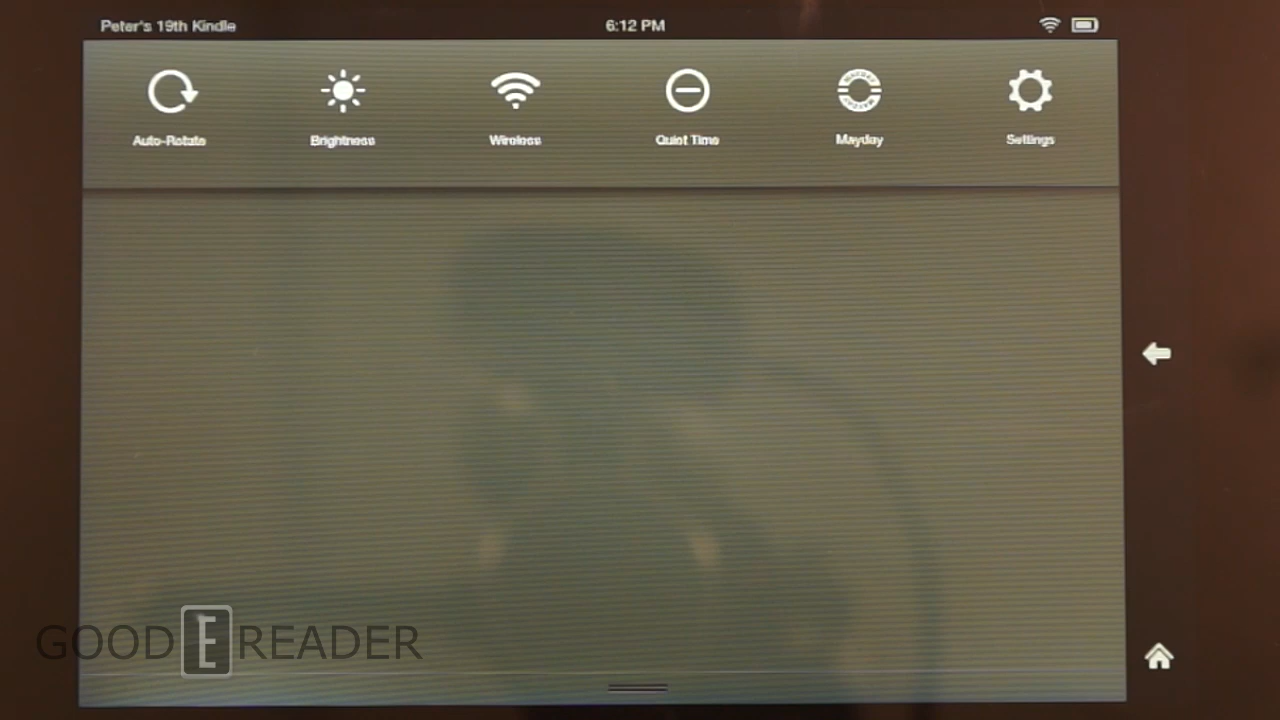 Peter's 19th Kindle 6:12 PM
Auto-Rotate Brightness Wireless Quiet Time Mayday Settings
GOOD E READER